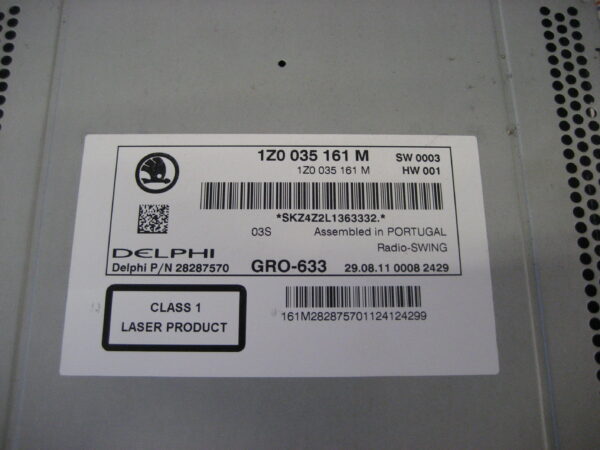 1Z0 035 161 M SW 0003
1Z0 035 161 M HW 001
*SKZ4Z2L1363332.*
03S Assembled in PORTUGAL
Radio-SWING
DELPHI
Delphi P/N 28287570 GRO-633 29.08.11 0008 2429
CLASS 1
LASER PRODUCT
161M282875701124124299